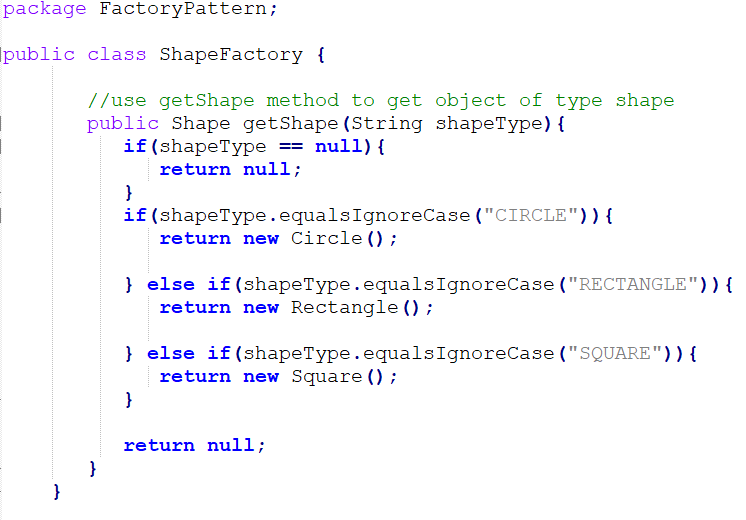 package FactoryPattern;
public class ShapeFactory {
//use getShape method to get object of type shape
public Shape getShape(String shapeType){
if(shapeType == null){
return null;
}
if(shapeType.equalsIgnoreCase("CIRCLE")){
return new Circle();
} else if(shapeType.equalsIgnoreCase("RECTANGLE")){
return new Rectangle();
} else if(shapeType.equalsIgnoreCase("SQUARE")){
return new Square();
}
return null;
}
}